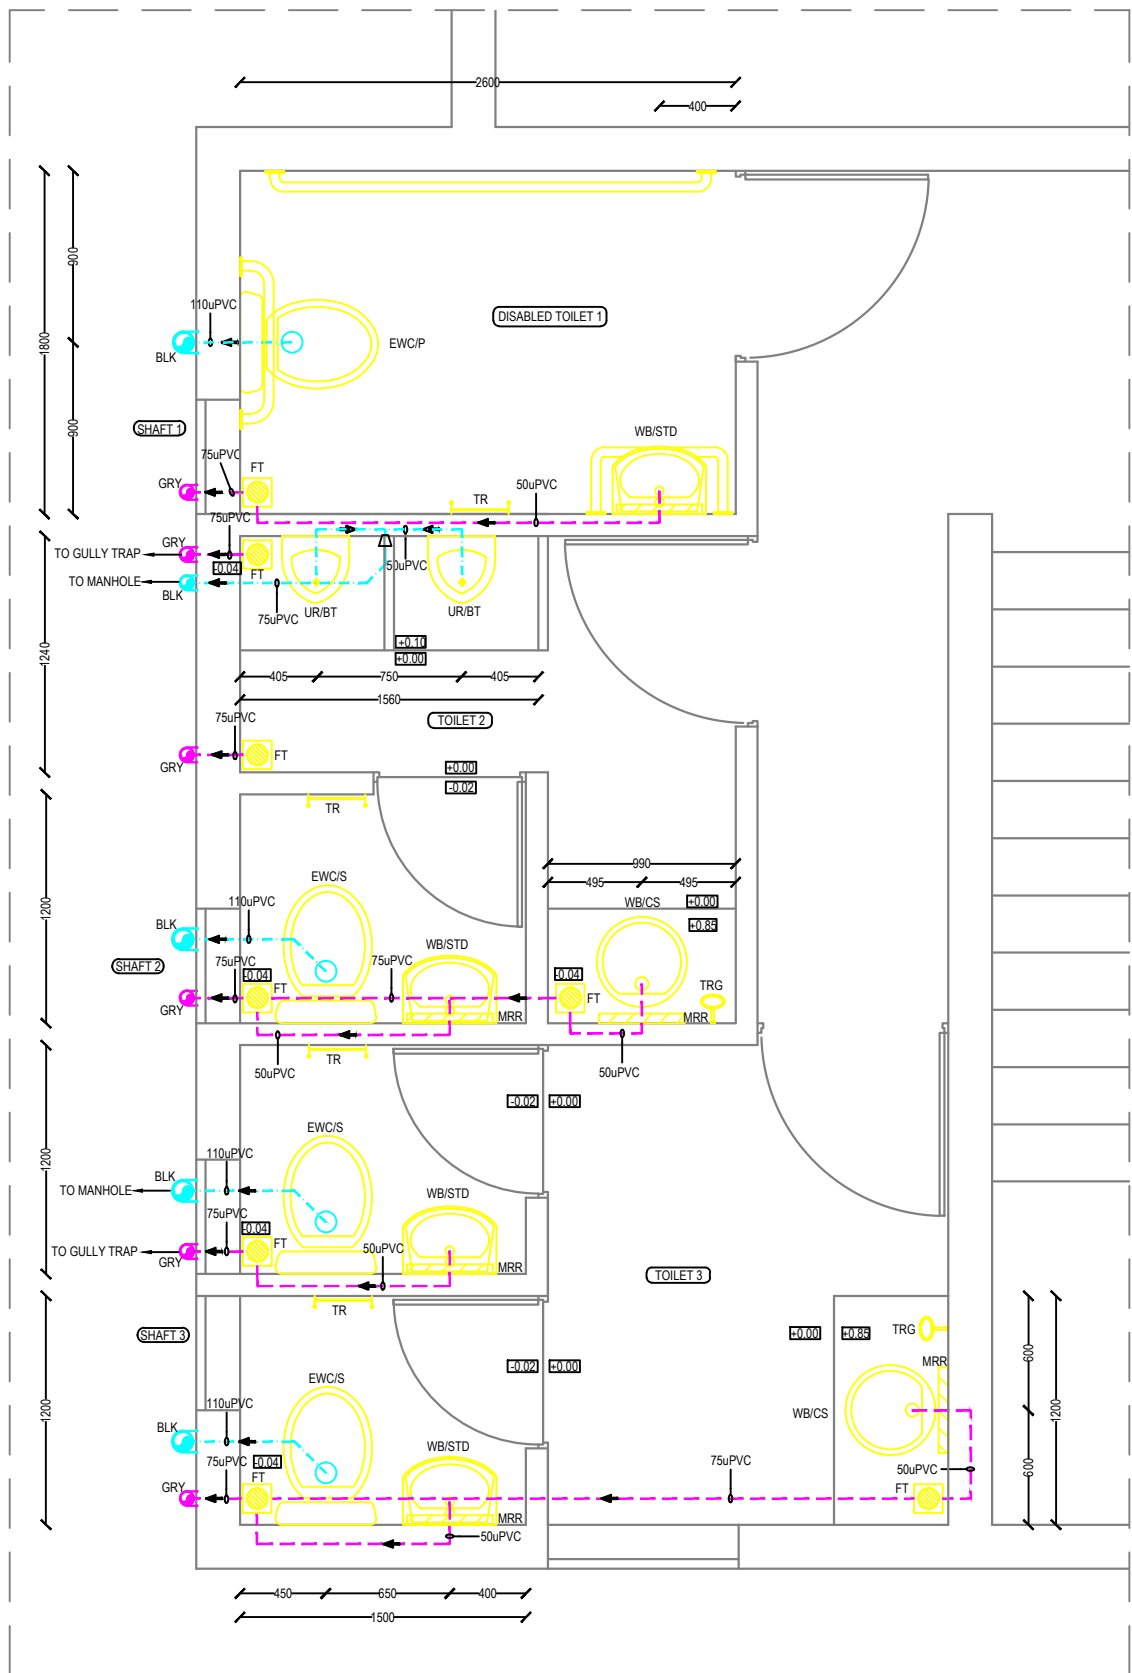 2600
400
900
1800
900
110uPVC
DISABLED TOILET 1
EWC/P
BLK
SHAFT 1
WB/STD
75uPVC
FT
GRY
TR
50uPVC
75uPVC
GRY
TO GULLY TRAP
-0.04
FT
50uPVC
TO MANHOLE
BLK
75uPVC
UR/BT
UR/BT
+0.10
+0.00
1240
405
750
405
1560
75uPVC
TOILET 2
FT
GRY
+0.00
-0.02
TR
990
495
495
EWC/S
1200
110uPVC
WB/CS
+0.00
BLK
+0.85
WB/STD
75uPVC
75uPVC
SHAFT 2
-0.04
-0.04
FT
FT
TRG
GRY
MRR
MRR
TR
50uPVC
50uPVC
-0.02
+0.00
EWC/S
1200
110uPVC
BLK
TO MANHOLE
WB/STD
75uPVC
-0.04
FT
50uPVC
TO GULLY TRAP
GRY
MRR
TOILET 3
TR
SHAFT 3
+0.00
+0.85
TRG
600
MRR
-0.02
+0.00
EWC/S
1200
1200
110uPVC
WB/CS
BLK
WB/STD
75uPVC
-0.04
FT
75uPVC
50uPVC
600
GRY
FT
MRR
50uPVC
450
650
400
1500